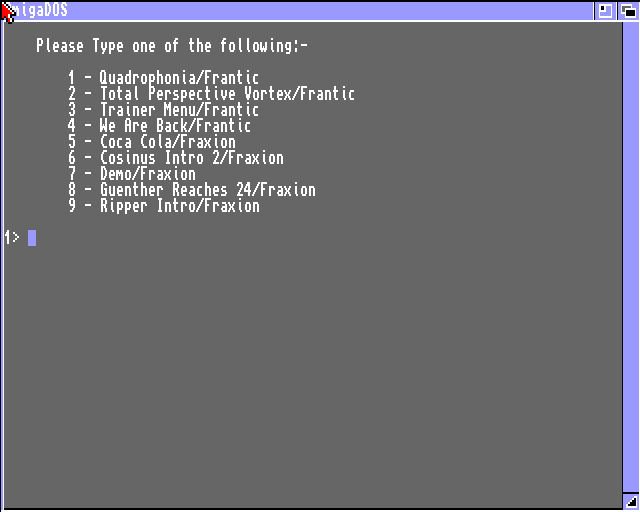 AmigaDOS
Please Type one of the following:-
1 - Quadrophonia/Frantic
2 - Total Perspective Vortex/Frantic
3 - Trainer Menu/Frantic
4 - We Are Back/Frantic
5 - Coca Cola/Fraxion
6 - Cosinus Intro 2/Fraxion
7 - Demo/Fraxion
8 - Guenther Reaches 24/Fraxion
9 - Ripper Intro/Fraxion
1>